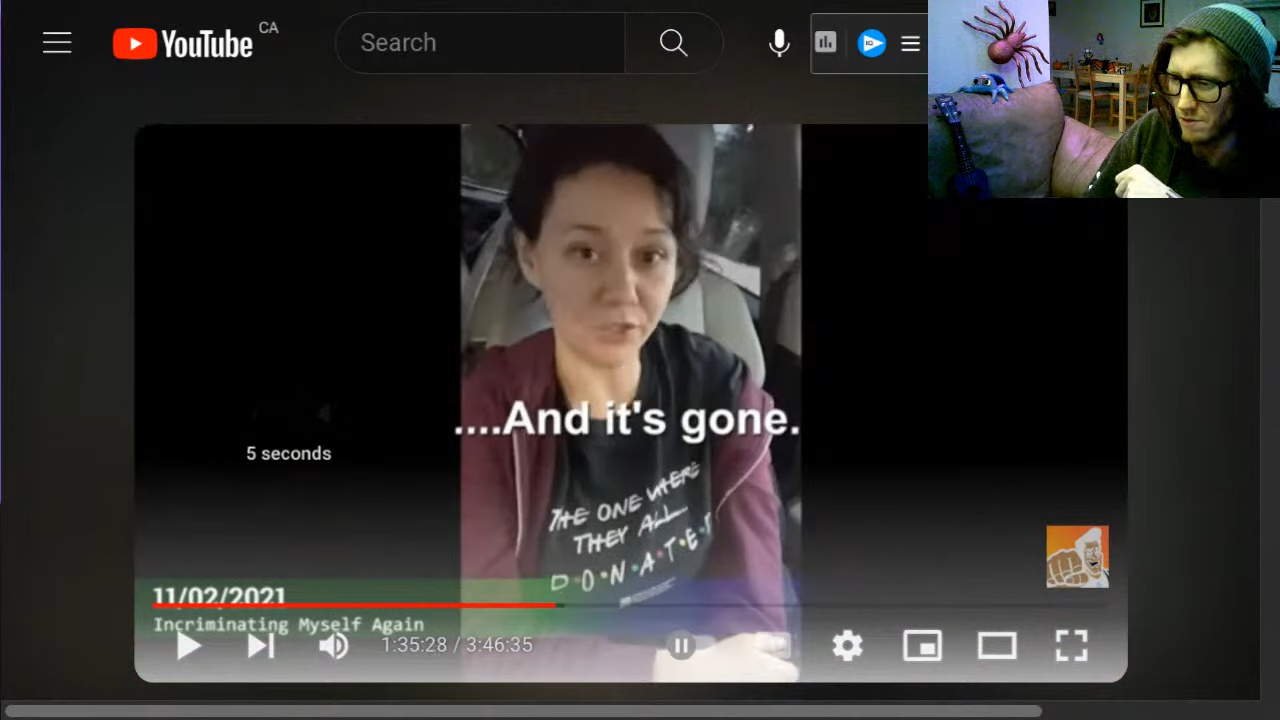 YouTube CA
Search
IG
....And it's gone.
5 seconds
THE ONE WHERE
THEY ALL
D·O·N·A·T·E·D
11/02/2021
Incriminating Myself Again
1:35:28 / 3:46:35